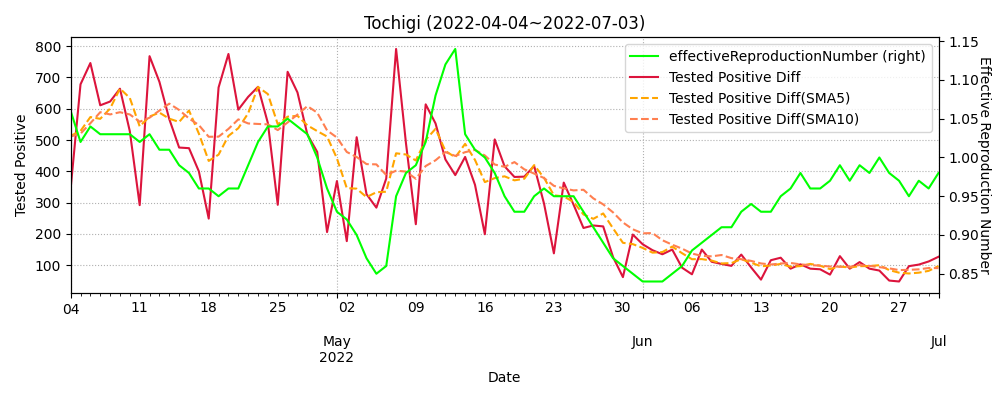 Tochigi (2022-04-04~2022-07-03)
effectiveReproductionNumber (right)
Tested Positive Diff
Tested Positive Diff(SMA5)
Tested Positive Diff(SMA10)
Tested Positive
800
700
600
500
400
300
200
100
1.15
1.10
1.05
1.00
0.95
0.90
0.85
Effective Reproduction Number
04 11 18 25 02 09 16 23 30 06 13 20 27
May Jun Jul
2022
Date